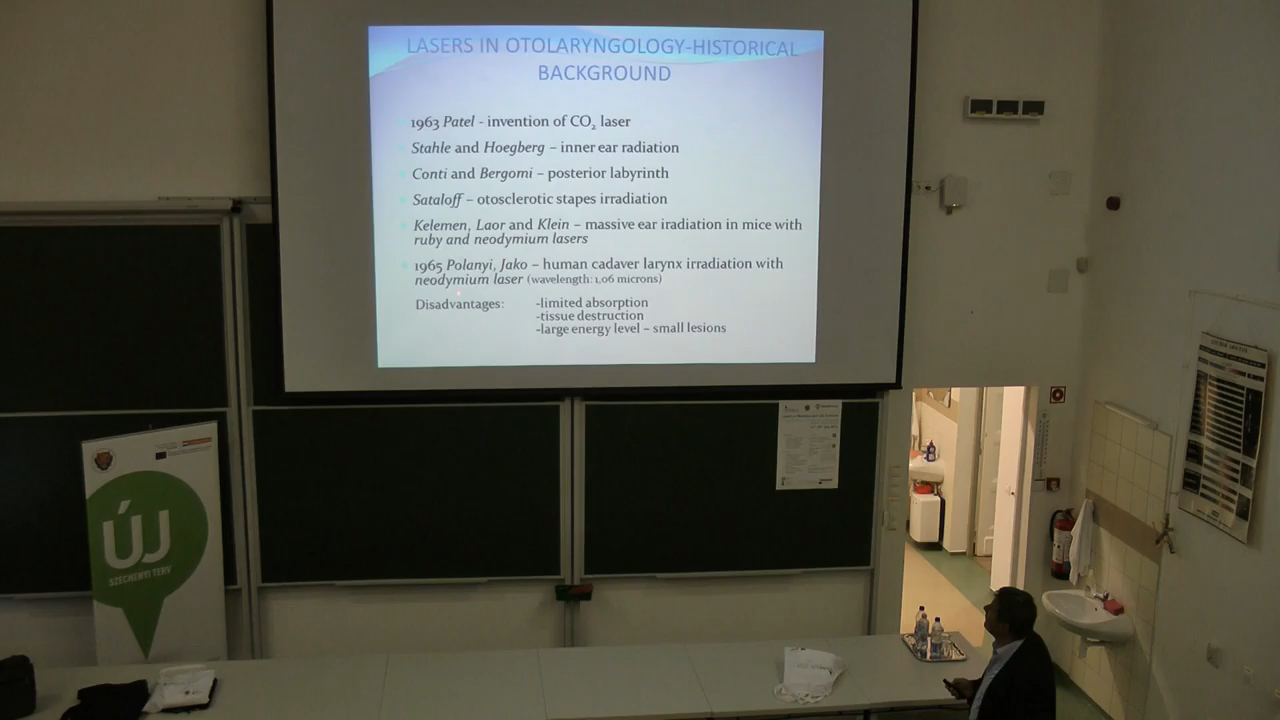 LASERS IN OTOLARYNGOLOGY-HISTORICAL
BACKGROUND
1963 Patel - invention of CO₂ laser
Stahle and Hoegberg – inner ear radiation
Conti and Bergomi – posterior labyrinth
Sataloff – otosclerotic stapes irradiation
Kelemen, Laor and Klein – massive ear irradiation in mice with
ruby and neodymium lasers
1965 Polanyi, Jako – human cadaver larynx irradiation with
neodymium laser (wavelength: 1,06 microns)
Disadvantages: -limited absorption
-tissue destruction
-large energy level – small lesions
ÚJ
SZÉCHENYI TERV